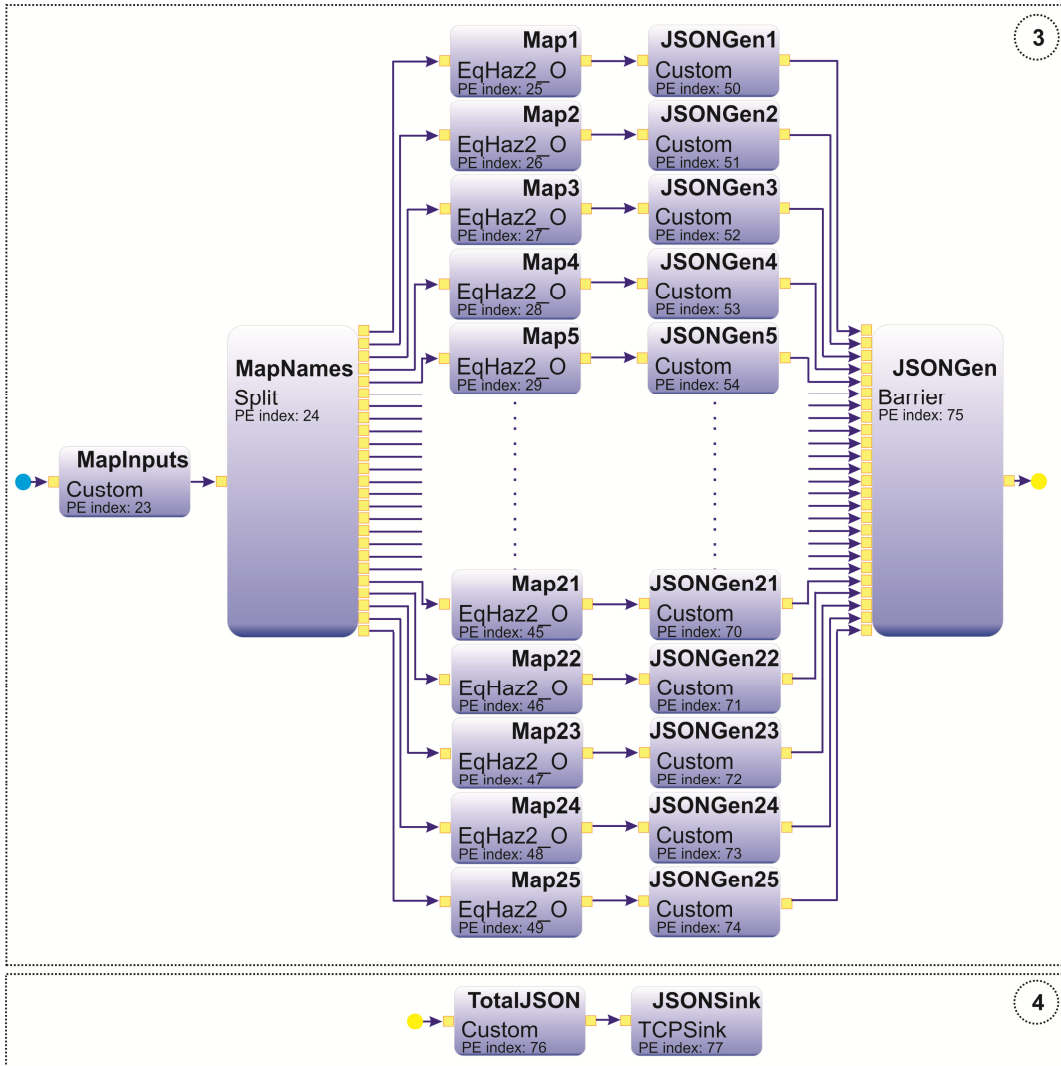 3
Map1
EqHaz2_O
PE index: 25
JSONGen1
Custom
PE index: 50
Map2
EqHaz2_O
PE index: 26
JSONGen2
Custom
PE index: 51
Map3
EqHaz2_O
PE index: 27
JSONGen3
Custom
PE index: 52
Map4
EqHaz2_O
PE index: 28
JSONGen4
Custom
PE index: 53
Map5
EqHaz2_O
PE index: 29
JSONGen5
Custom
PE index: 54
MapNames
Split
PE index: 24
JSONGen
Barrier
PE index: 75
MapInputs
Custom
PE index: 23
Map21
EqHaz2_O
PE index: 45
JSONGen21
Custom
PE index: 70
Map22
EqHaz2_O
PE index: 46
JSONGen22
Custom
PE index: 71
Map23
EqHaz2_O
PE index: 47
JSONGen23
Custom
PE index: 72
Map24
EqHaz2_O
PE index: 48
JSONGen24
Custom
PE index: 73
Map25
EqHaz2_O
PE index: 49
JSONGen25
Custom
PE index: 74
4
TotalJSON
Custom
PE index: 76
JSONSink
TCPSink
PE index: 77